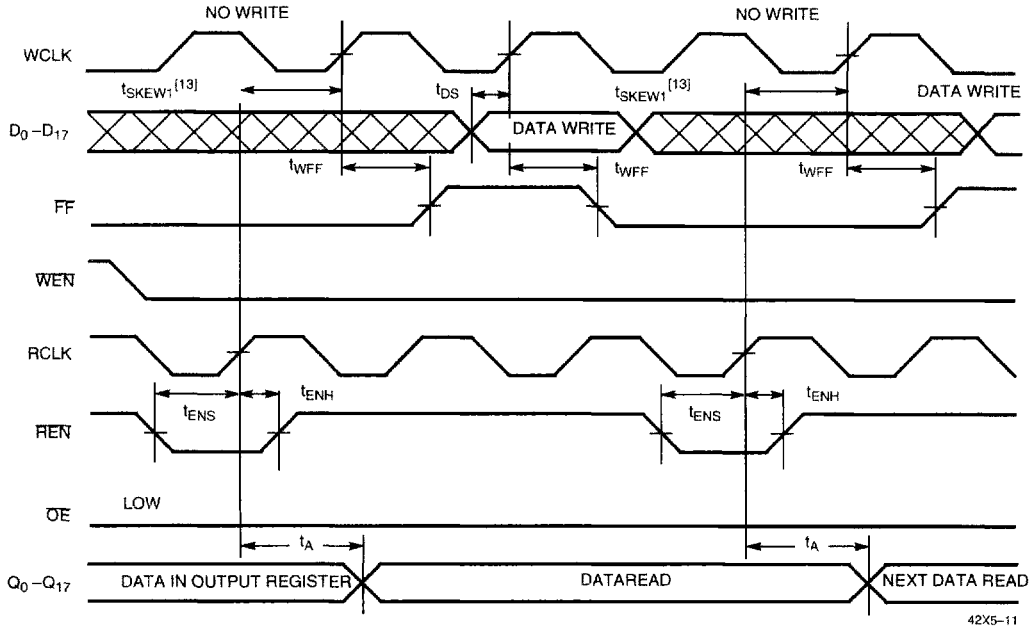 NO WRITE NO WRITE
WCLK
tSKEW1[13] tDS tSKEW1[13] DATA WRITE
D0–D17 DATA WRITE
tWFF tWFF tWFF
FF
WEN
RCLK
tENS tENH tENS tENH
REN
LOW
OE
tA tA
Q0–Q17 DATA IN OUTPUT REGISTER DATAREAD NEXT DATA READ
42X5–11